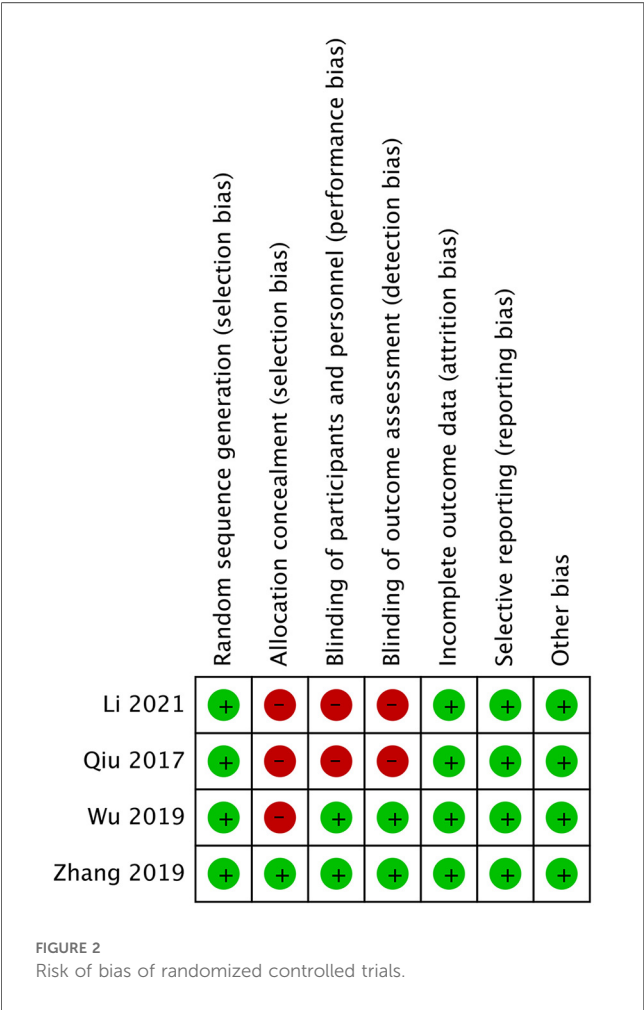 Random sequence generation (selection bias)
Allocation concealment (selection bias)
Blinding of participants and personnel (performance bias)
Blinding of outcome assessment (detection bias)
Incomplete outcome data (attrition bias)
Selective reporting (reporting bias)
Other bias
Li 2021 + - - - + + +
Qiu 2017 + - - - + + +
Wu 2019 + - + + + + +
Zhang 2019 + + + + + + +
FIGURE 2
Risk of bias of randomized controlled trials.